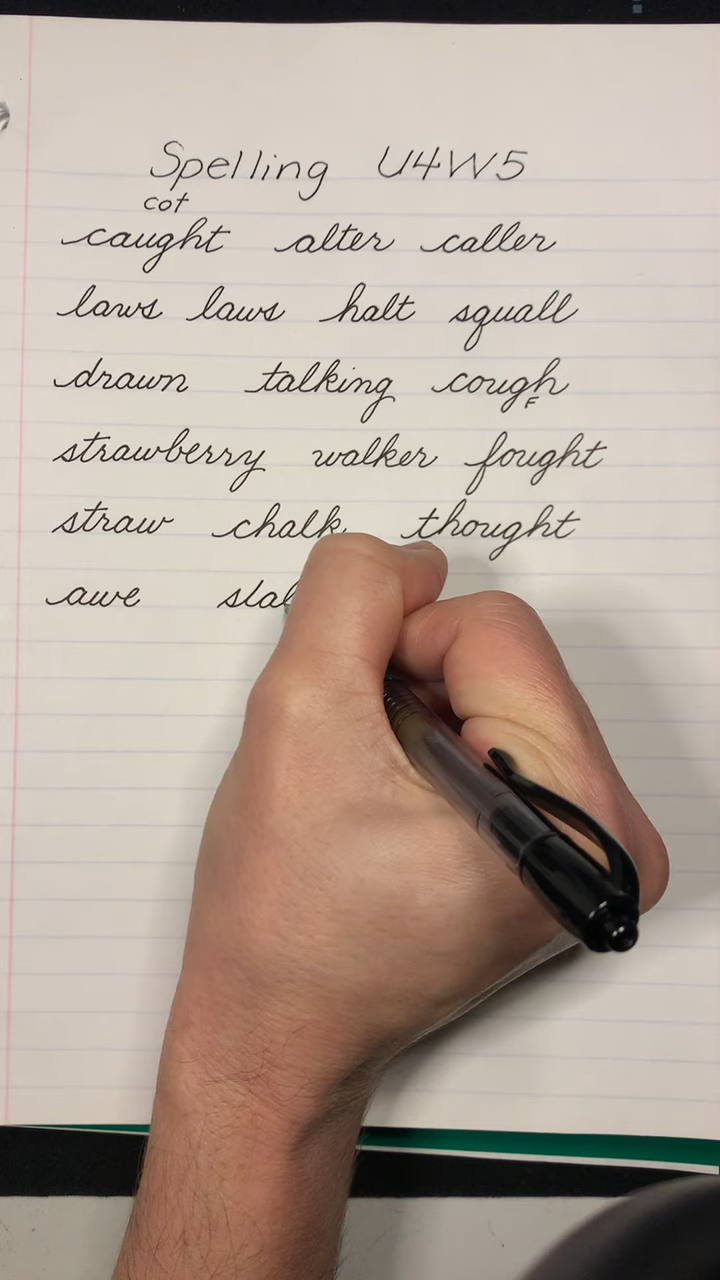 Spelling U4W5
cot
caught alter caller
laws laws halt squall
drawn talking cough
F
strawberry walker fought
straw chalk thought
awe